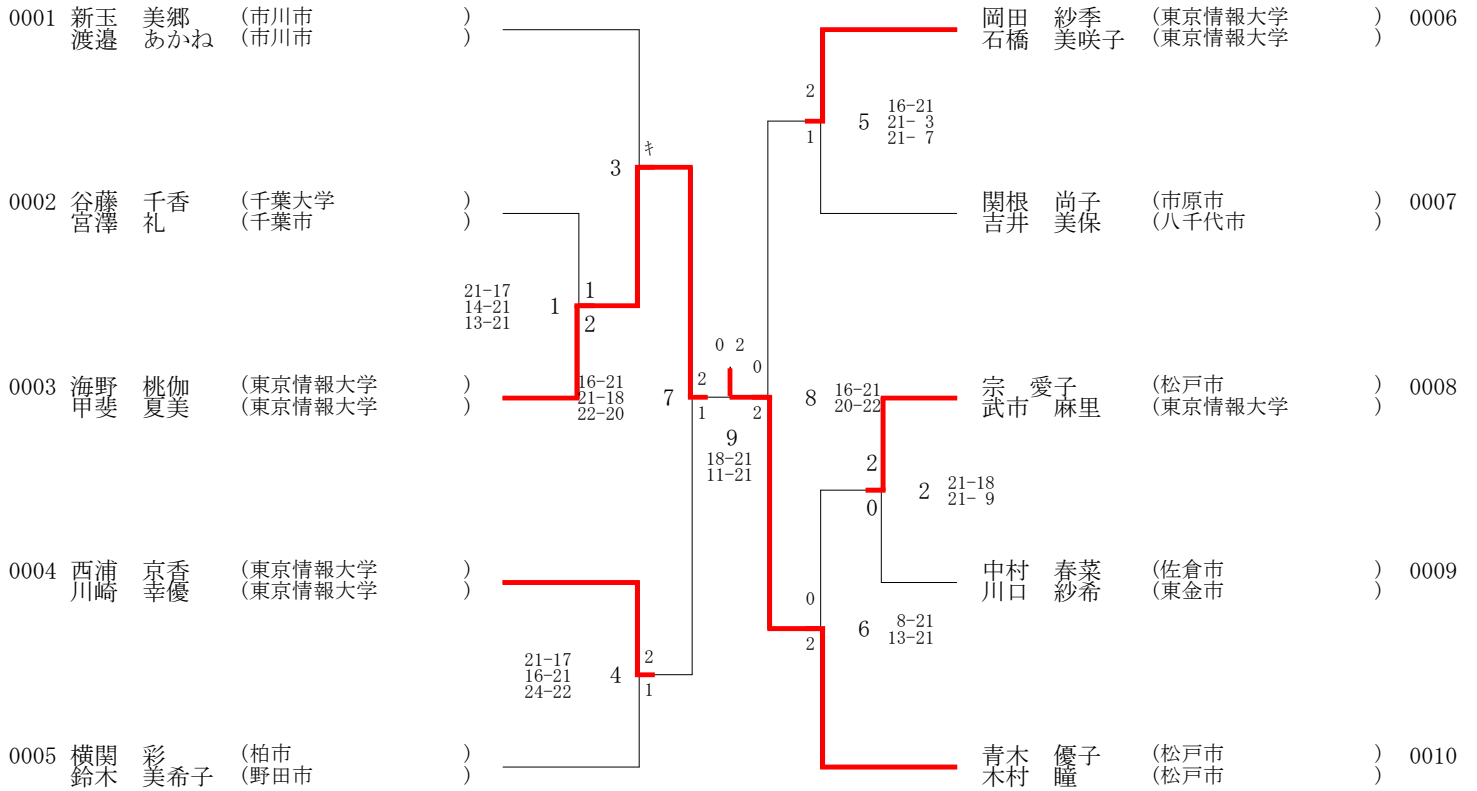 0001 新玉 美郷 (市川市 )
渡邉 あかね (市川市 )
0002 谷藤 千香 (千葉大学 )
宮澤 礼 (千葉市 )
0003 海野 桃伽 (東京情報大学 )
甲斐 夏美 (東京情報大学 )
0004 西浦 京香 (東京情報大学 )
川崎 幸優 (東京情報大学 )
0005 横関 彩 (柏市 )
鈴木 美希子 (野田市 )
キ
3
1
21-17
14-21
13-21
1
2
16-21
21-18
22-20
7
2
1
21-17
16-21
24-22
4
2
1
0 2
9
18-21
11-21
0
2
岡田 紗季 (東京情報大学 ) 0006
石橋 美咲子 (東京情報大学 )
関根 尚子 (市原市 ) 0007
吉井 美保 (八千代市 )
宗 愛子 (松戸市 ) 0008
武市 麻里 (東京情報大学 )
中村 春菜 (佐倉市 ) 0009
川口 紗希 (東金市 )
青木 優子 (松戸市 ) 0010
木村 瞳 (松戸市 )
2
1
5
16-21
21- 3
21- 7
8
16-21
20-22
2
0
2
21-18
21- 9
0
2
6
8-21
13-21